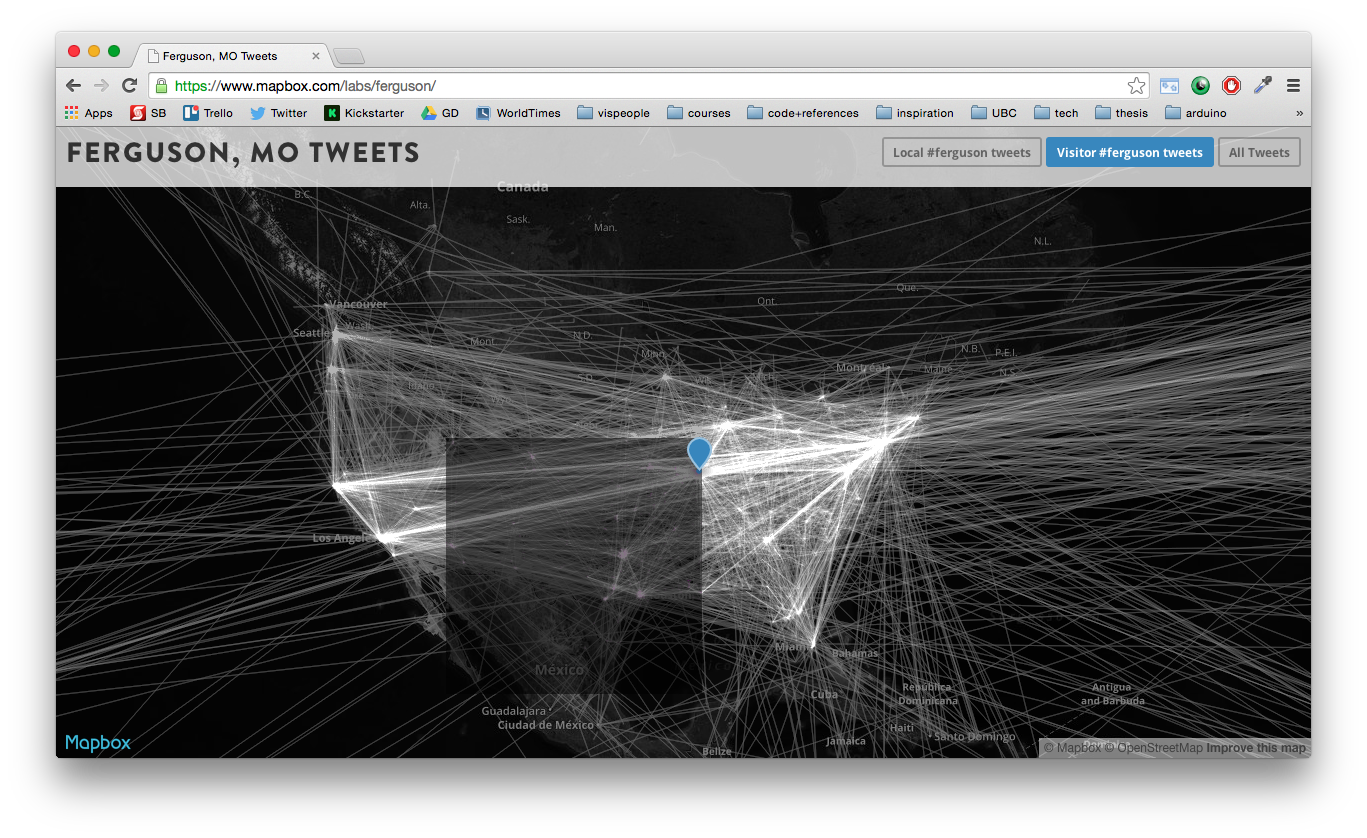 Ferguson, MO Tweets
https://www.mapbox.com/labs/ferguson/
Apps SB Trello Twitter Kickstarter GD WorldTimes vispeople courses code+references inspiration UBC tech thesis arduino »
FERGUSON, MO TWEETS
Local #ferguson tweets Visitor #ferguson tweets All Tweets
Canada
B.C.
Alta.
Sask.
Man.
N.L.
Que.
Ont.
Vancouver
Seattle
Wash.
N.D.
Mont.
Minn.
N.B.
P.E.I.
Montréal
Maine
N.S.
Los Angeles
Miami
Bahamas
México
Cuba
República
Dominicana
Antigua
and Barbuda
Guadalajara
Ciudad de México
Haiti
Santo Domingo
Jamaica
Belize
Mapbox
© Mapbox © OpenStreetMap Improve this map